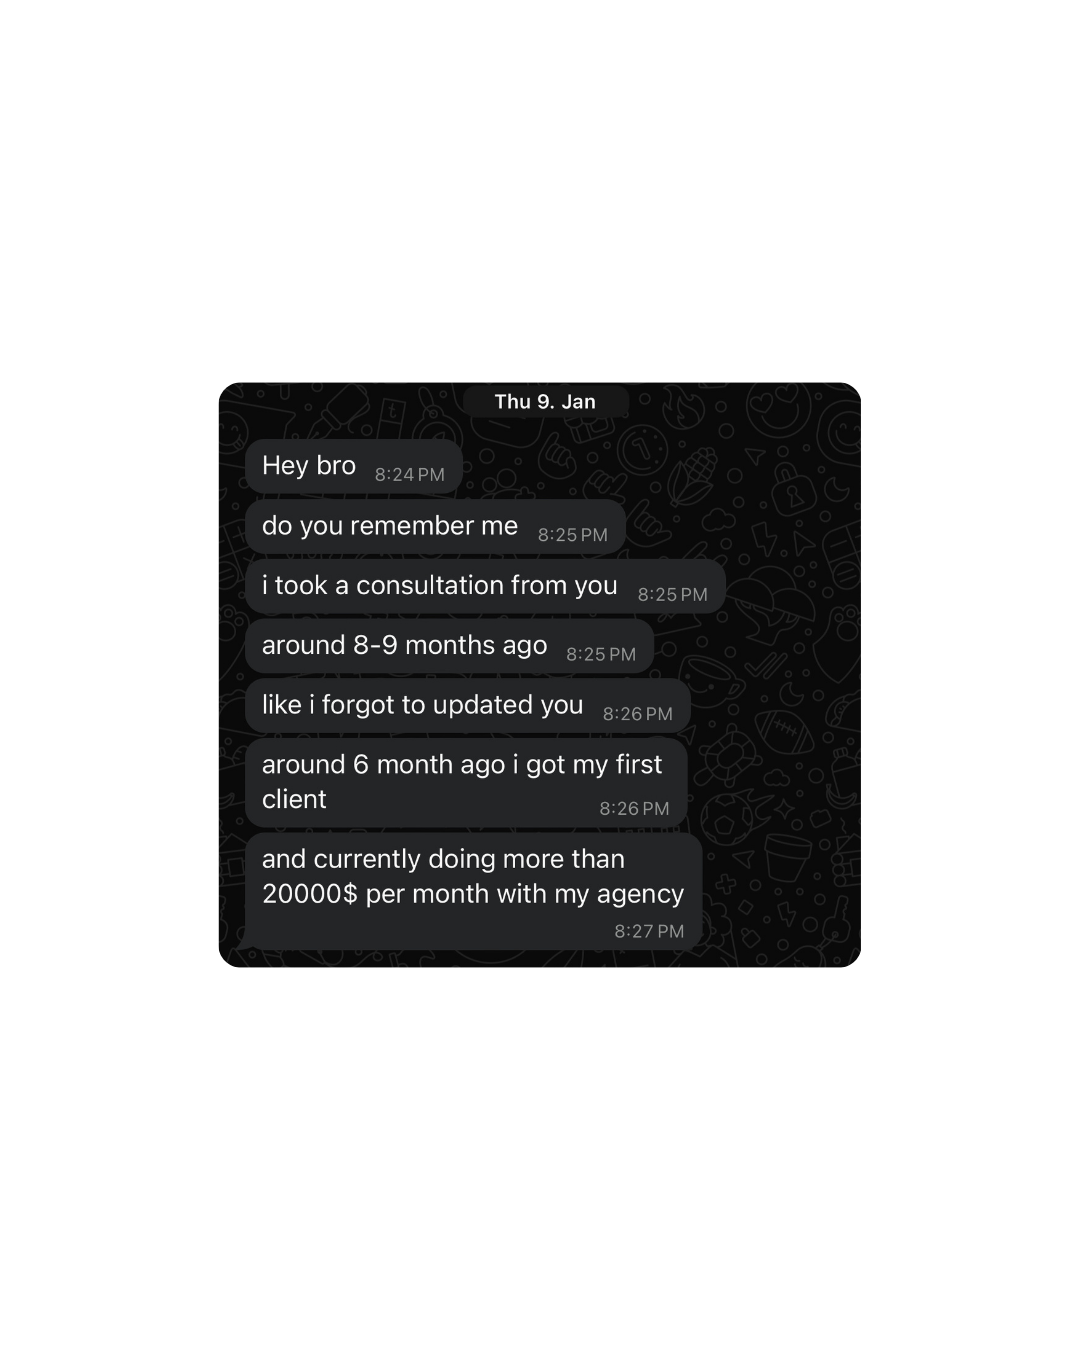 Thu 9. Jan
Hey bro 8:24 PM
do you remember me 8:25 PM
i took a consultation from you 8:25 PM
around 8-9 months ago 8:25 PM
like i forgot to updated you 8:26 PM
around 6 month ago i got my first
client 8:26 PM
and currently doing more than
20000$ per month with my agency
8:27 PM